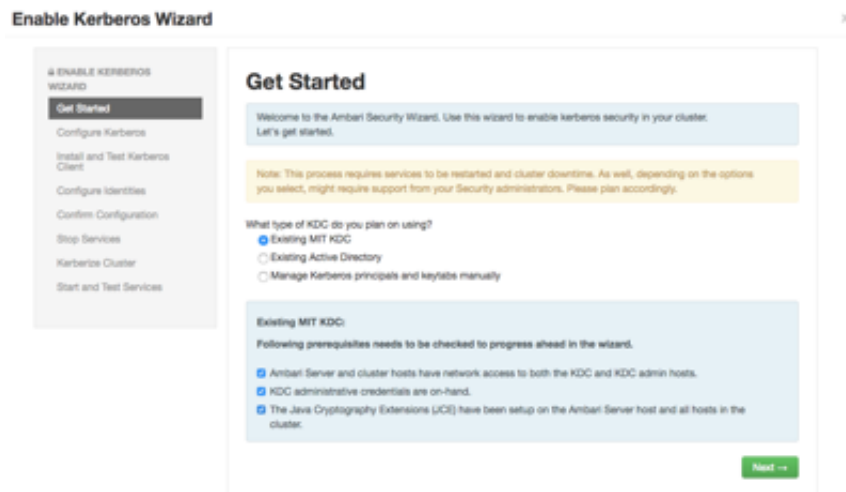 Enable Kerberos Wizard
ENABLE KERBEROS
WIZARD
Get Started
Configure Kerberos
Install and Test Kerberos
Client
Configure Identities
Confirm Configuration
Stop Services
Kerberize Cluster
Start and Test Services
Get Started
Welcome to the Ambari Security Wizard. Use this wizard to enable kerberos security in your cluster.
Let's get started.
Note: This process requires services to be restarted and cluster downtime. As well, depending on the options
you select, might require support from your Security administrators. Please plan accordingly.
What type of KDC do you plan on using?
Existing MIT KDC
Existing Active Directory
Manage Kerberos principals and keytabs manually
Existing MIT KDC:
Following prerequisites needs to be checked to progress ahead in the wizard.
Ambari Server and cluster hosts have network access to both the KDC and KDC admin hosts.
KDC administrative credentials are on-hand.
The Java Cryptography Extensions (JCE) have been setup on the Ambari Server host and all hosts in the
cluster.
Next →